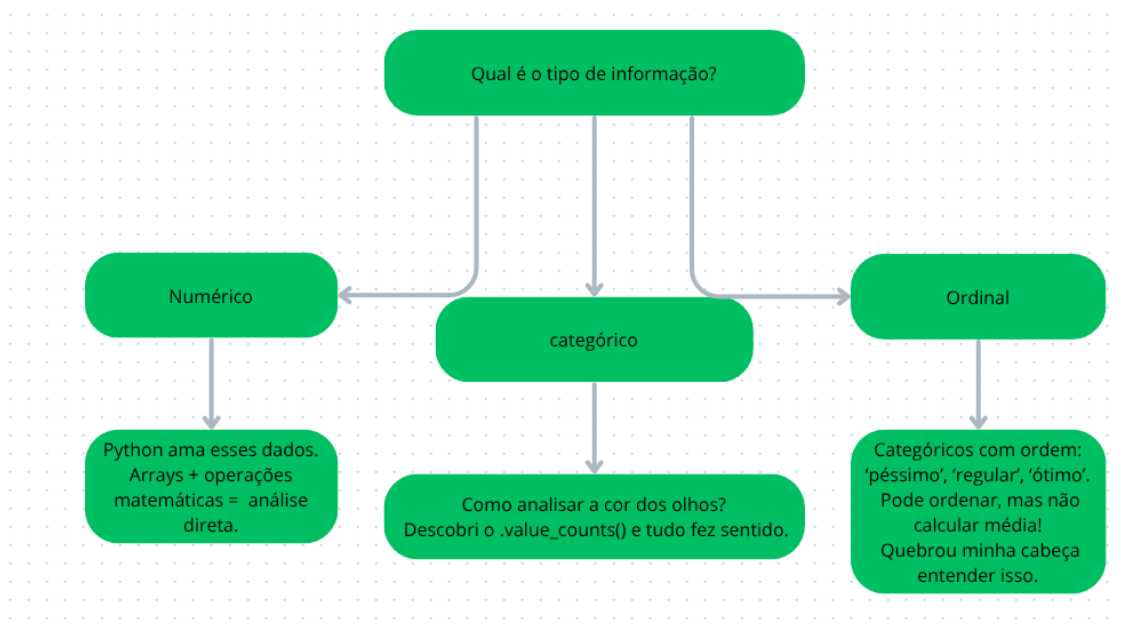 Qual é o tipo de informação?
Numérico
categórico
Ordinal
Python ama esses dados.
Arrays + operações
matemáticas = análise
direta.
Como analisar a cor dos olhos?
Descobri o .value_counts() e tudo fez sentido.
Categóricos com ordem:
‘péssimo’, ‘regular’, ‘ótimo’.
Pode ordenar, mas não
calcular média!
Quebrou minha cabeça
entender isso.